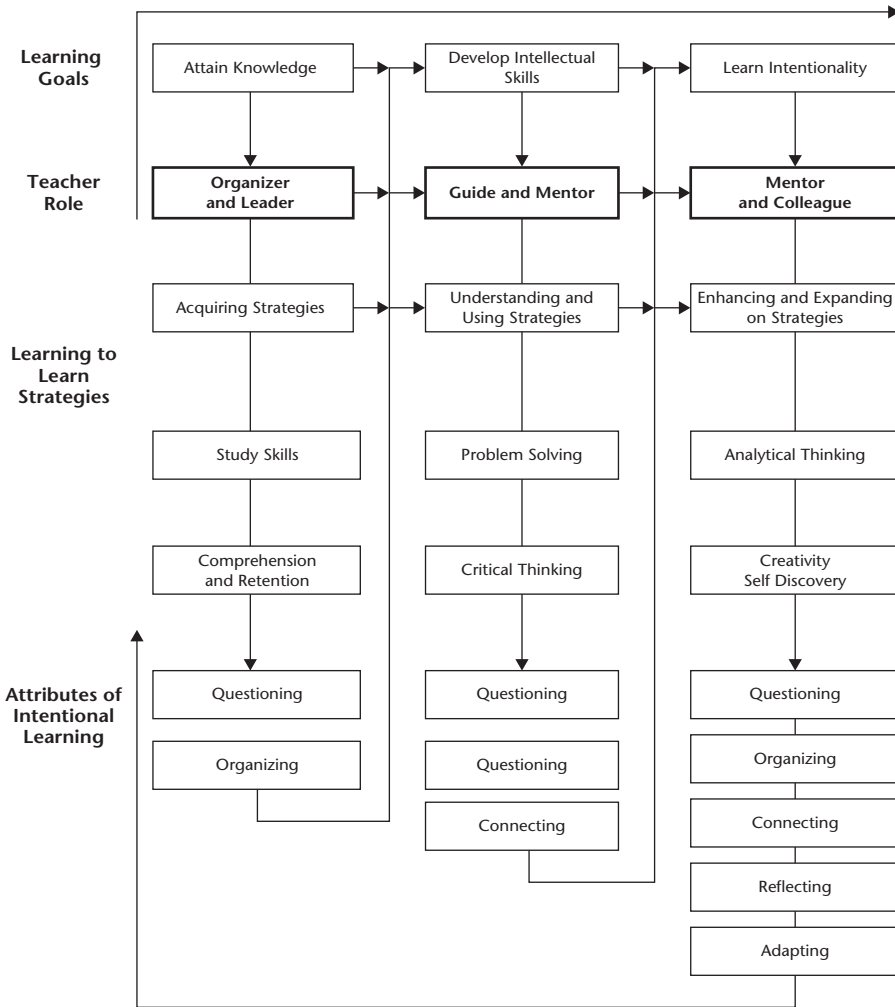 Learning
Goals
Attain Knowledge
Develop Intellectual
Skills
Learn Intentionality
Teacher
Role
Organizer
and Leader
Guide and Mentor
Mentor
and Colleague
Learning to
Learn
Strategies
Acquiring Strategies
Understanding and
Using Strategies
Enhancing and Expanding
on Strategies
Study Skills
Problem Solving
Analytical Thinking
Comprehension
and Retention
Critical Thinking
Creativity
Self Discovery
Attributes of
Intentional
Learning
Questioning
Questioning
Questioning
Organizing
Questioning
Organizing
Connecting
Connecting
Reflecting
Adapting